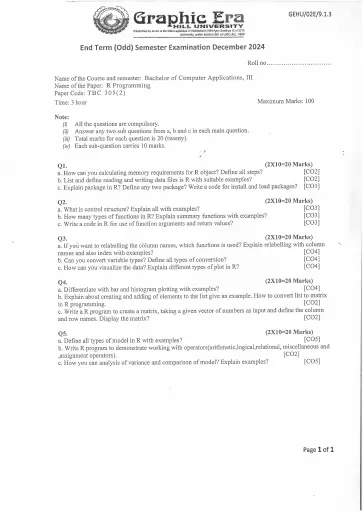 GEHU/02E/9.1.3
Graphic Era
HILL UNIVERSITY
End Term (Odd) Semester Examination December 2024
Roll no..............................
Name of the Course and semester: Bachelor of Computer Applications, III
Name of the Paper: R Programming
Paper Code: TBC 305(2)
Time: 3 hour Maximum Marks: 100
Note:
(i) All the questions are compulsory.
(ii) Answer any two sub questions from a, b and c in each main question.
(iii) Total marks for each question is 20 (twenty).
(iv) Each sub-question carries 10 marks.
Q1. (2X10=20 Marks)
a. How can you calculating memory requirements for R object? Define all steps? [CO2]
b. List and define reading and writing data files is R with suitable examples? [CO2]
c. Explain package in R? Define any two package? Write a code for install and load packages? [CO1]
Q2. (2X10=20 Marks)
a. What is control structure? Explain all with examples? [CO3]
b. How many types of functions in R? Explain summary functions with examples? [CO3]
c. Write a code in R for use of function arguments and return values? [CO3]
Q3. (2X10=20 Marks)
a. If you want to relabelling the column names, which functions is used? Explain relabelling with column
names and also index with examples? [CO4]
b. Can you convert variable types? Define all types of conversion? [CO4]
c. How can you visualize the data? Explain different types of plot in R? [CO4]
Q4. (2X10=20 Marks)
a. Differentiate with bar and histogram plotting with examples? [CO4]
b. Explain about creating and adding of elements to the list give an example. How to convert list to matrix
in R programming. [CO2]
c. Write a R program to create a matrix, taking a given vector of numbers as input and define the column
and row names. Display the matrix? [CO2]
Q5. (2X10=20 Marks)
a. Define all types of model in R with examples? [CO5]
b. Write R program to demonstrate working with operators(arithmetic,logical,relational, miscellaneous and
,assignment operators). [CO2]
c. How you can analysis of variance and comparison of model? Explain examples? [CO5]
Page 1 of 1